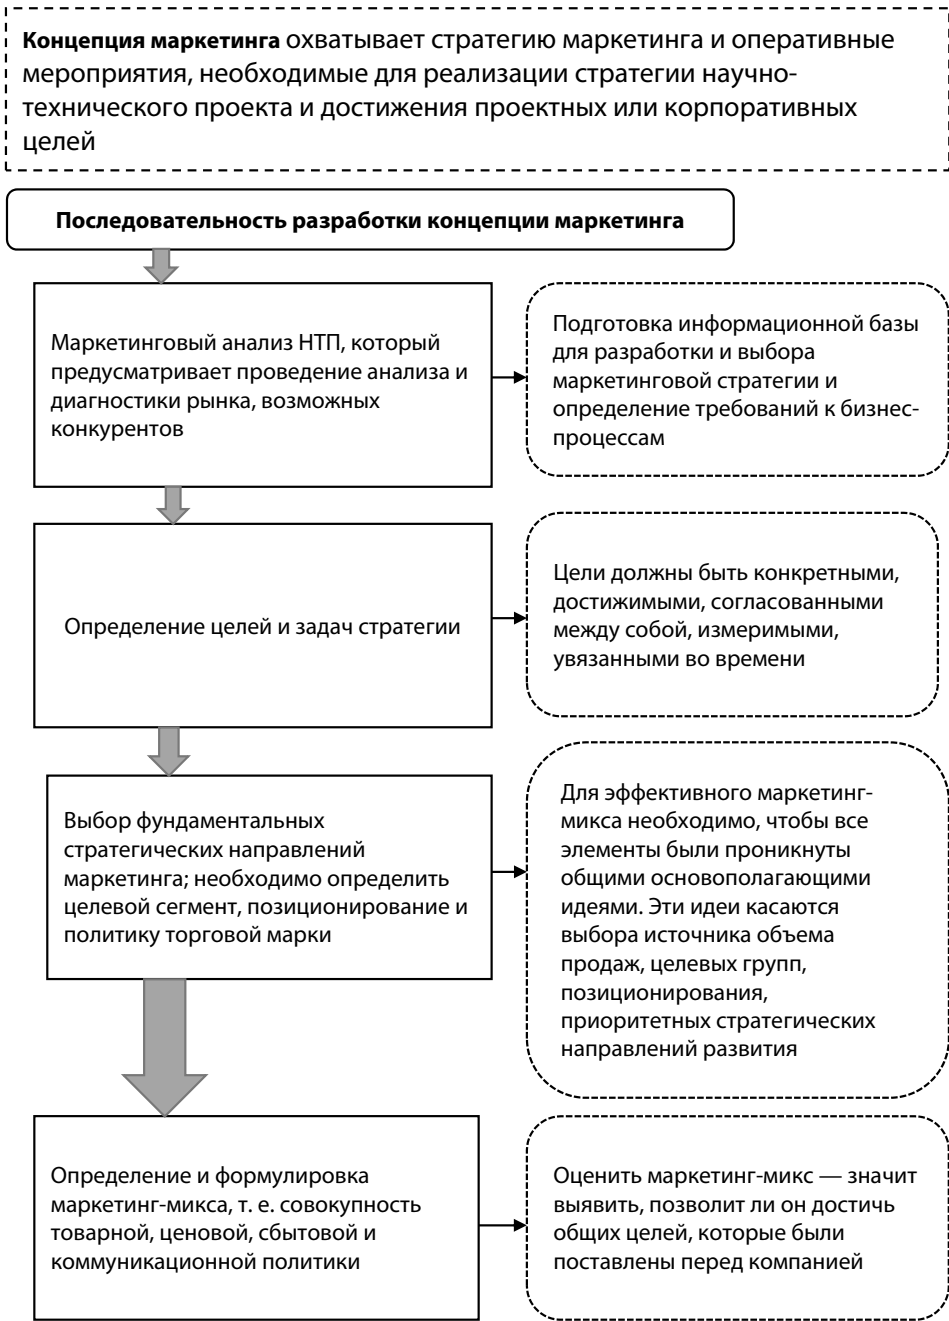 Концепция маркетинга охватывает стратегию маркетинга и оперативные
мероприятия, необходимые для реализации стратегии научно-
технического проекта и достижения проектных или корпоративных
целей
Последовательность разработки концепции маркетинга
Маркетинговый анализ НТП, который
предусматривает проведение анализа и
диагностики рынка, возможных
конкурентов
Подготовка информационной базы
для разработки и выбора
маркетинговой стратегии и
определение требований к бизнес-
процессам
Определение целей и задач стратегии
Цели должны быть конкретными,
достижимыми, согласованными
между собой, измеримыми,
увязанными во времени
Выбор фундаментальных
стратегических направлений
маркетинга; необходимо определить
целевой сегмент, позиционирование и
политику торговой марки
Для эффективного маркетинг-
микса необходимо, чтобы все
элементы были проникнуты
общими основополагающими
идеями. Эти идеи касаются
выбора источника объема
продаж, целевых групп,
позиционирования,
приоритетных стратегических
направлений развития
Определение и формулировка
маркетинг-микса, т. е. совокупность
товарной, ценовой, сбытовой и
коммуникационной политики
Оценить маркетинг-микс — значит
выявить, позволит ли он достичь
общих целей, которые были
поставлены перед компанией